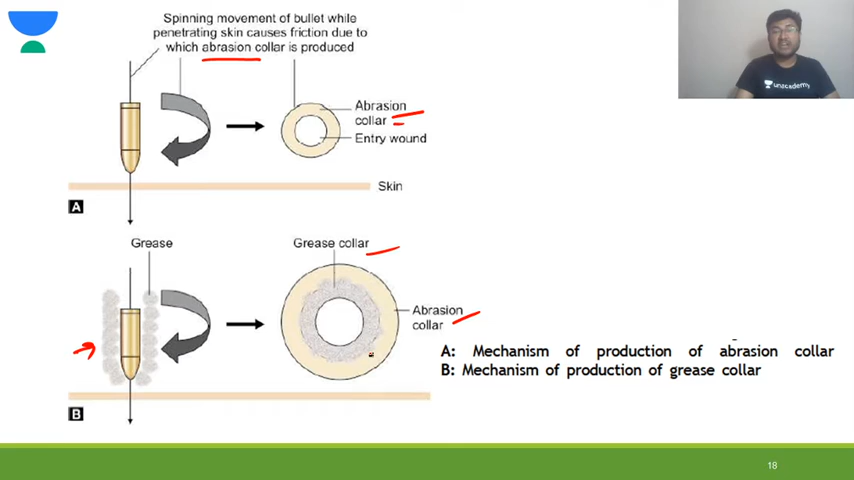 Spinning movement of bullet while
penetrating skin causes friction due to
which abrasion collar is produced
Abrasion
collar
Entry wound
Skin
A
Grease
Grease collar
Abrasion
collar
B
A: Mechanism of production of abrasion collar
B: Mechanism of production of grease collar
unacademy
18